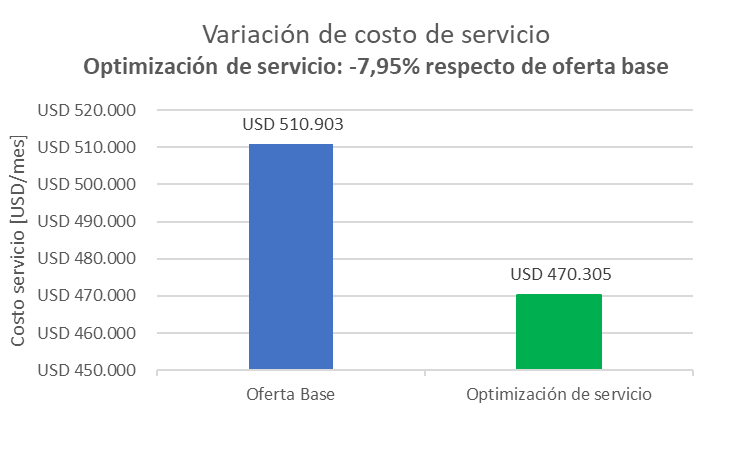 Variación de costo de servicio
Optimización de servicio: -7,95% respecto de oferta base
Costo servicio [USD/mes]
USD 520.000
USD 510.000
USD 500.000
USD 490.000
USD 480.000
USD 470.000
USD 460.000
USD 450.000
USD 510.903
USD 470.305
Oferta Base
Optimización de servicio